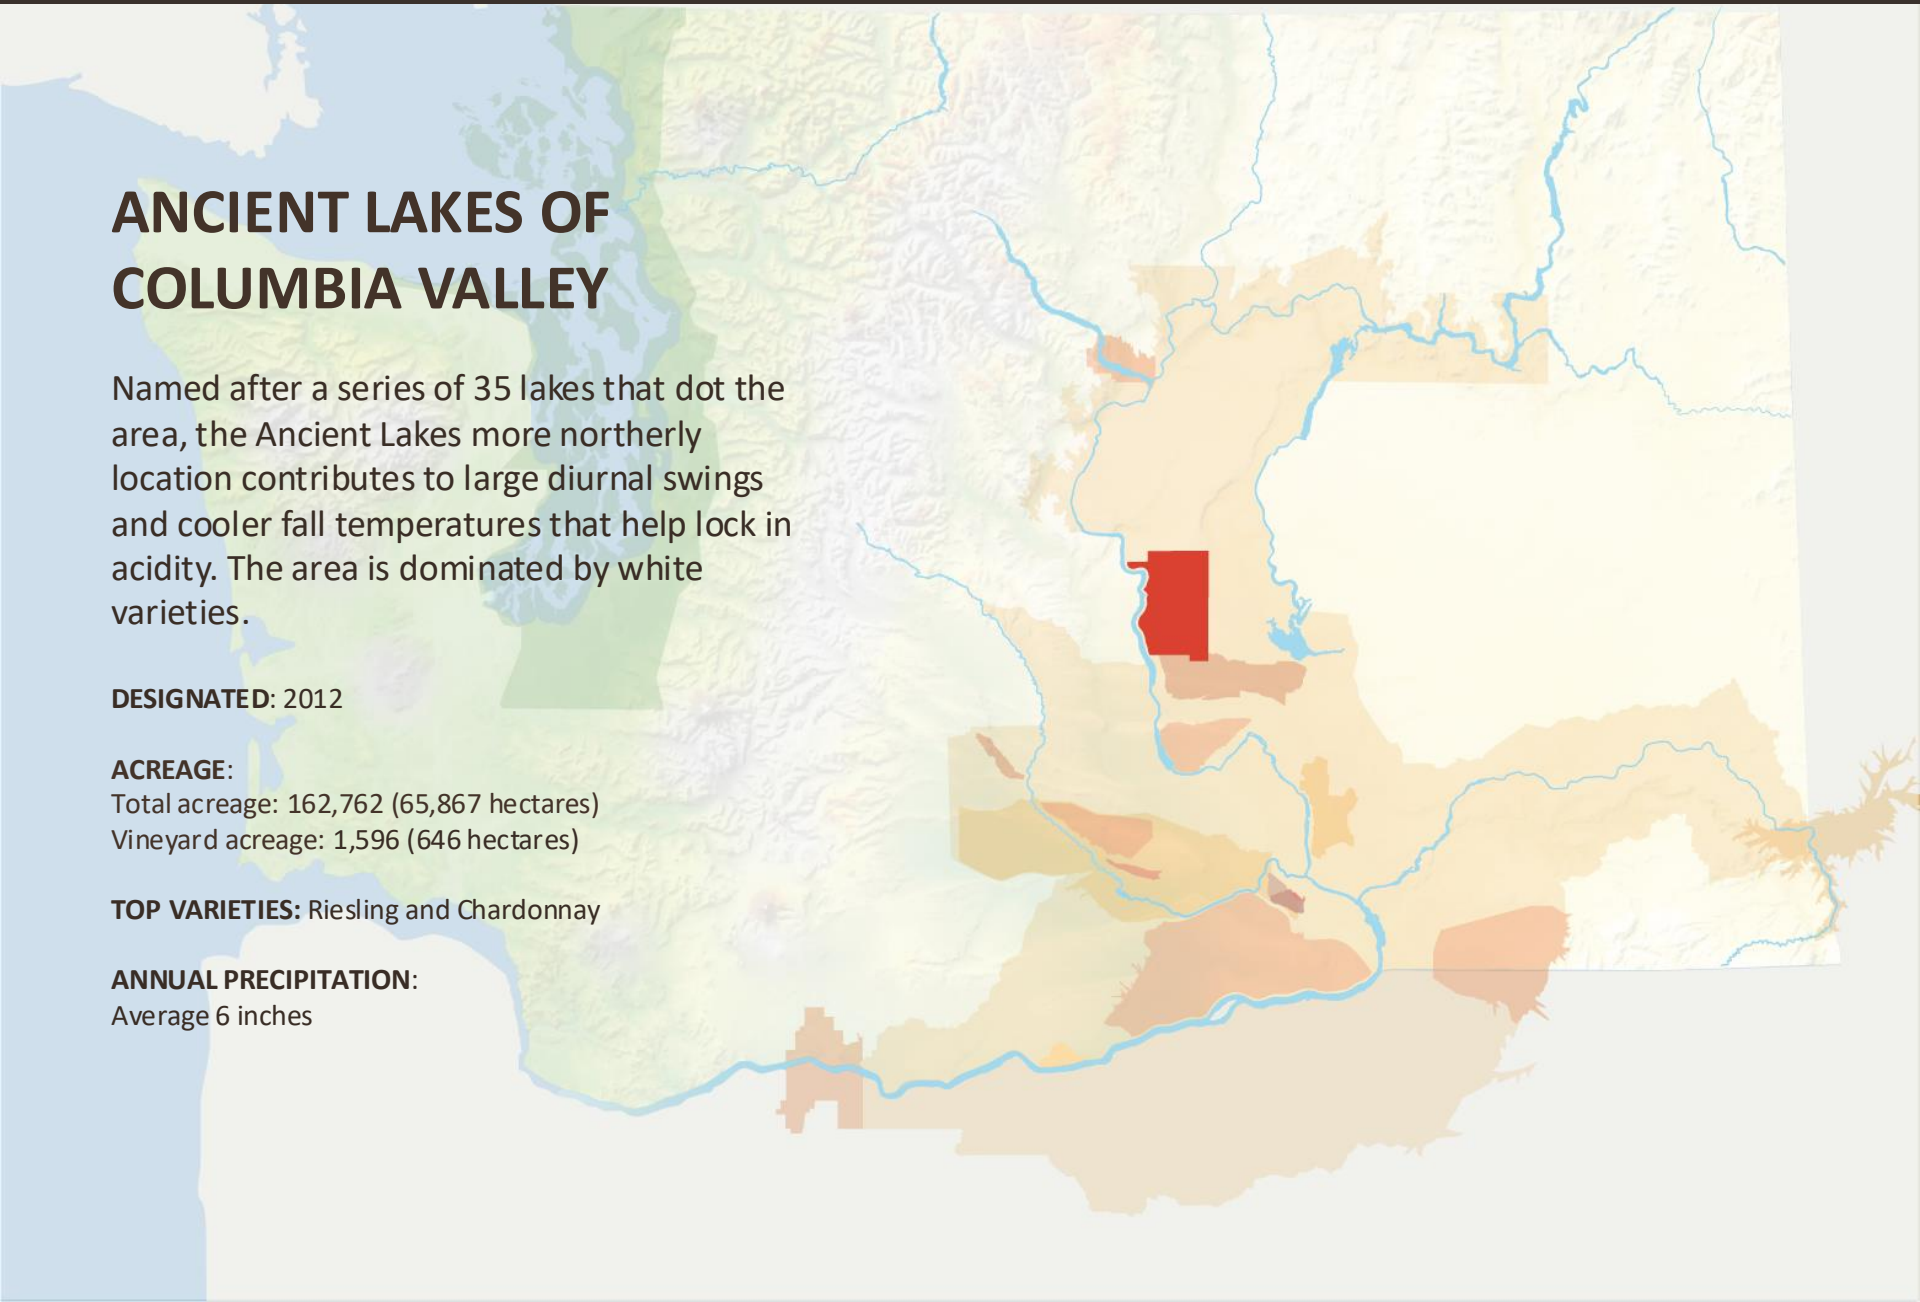 ANCIENT LAKES OF
COLUMBIA VALLEY
Named after a series of 35 lakes that dot the
area, the Ancient Lakes more northerly
location contributes to large diurnal swings
and cooler fall temperatures that help lock in
acidity. The area is dominated by white
varieties.
DESIGNATED: 2012
ACREAGE:
Total acreage: 162,762 (65,867 hectares)
Vineyard acreage: 1,596 (646 hectares)
TOP VARIETIES: Riesling and Chardonnay
ANNUAL PRECIPITATION:
Average 6 inches